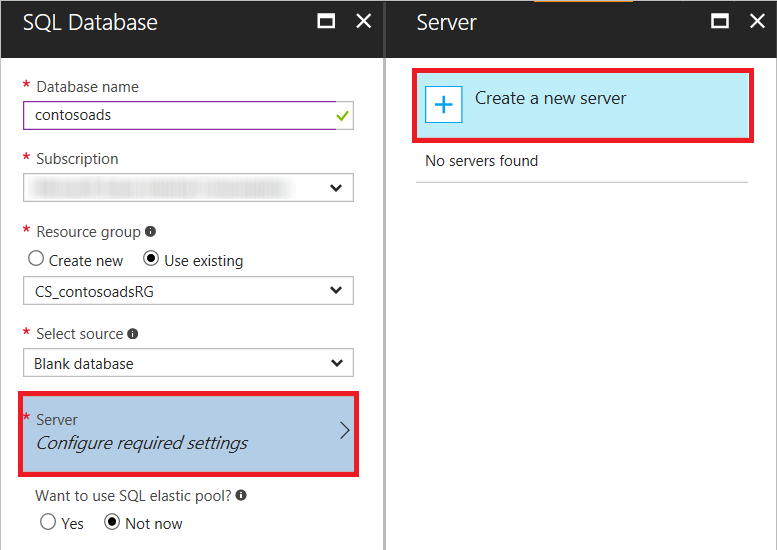 SQL Database
* Database name
contosoads
* Subscription
* Resource group
Create new
Use existing
CS_contosoadsRG
* Select source
Blank database
* Server
Configure required settings
Want to use SQL elastic pool?
Yes
Not now
Server
Create a new server
No servers found